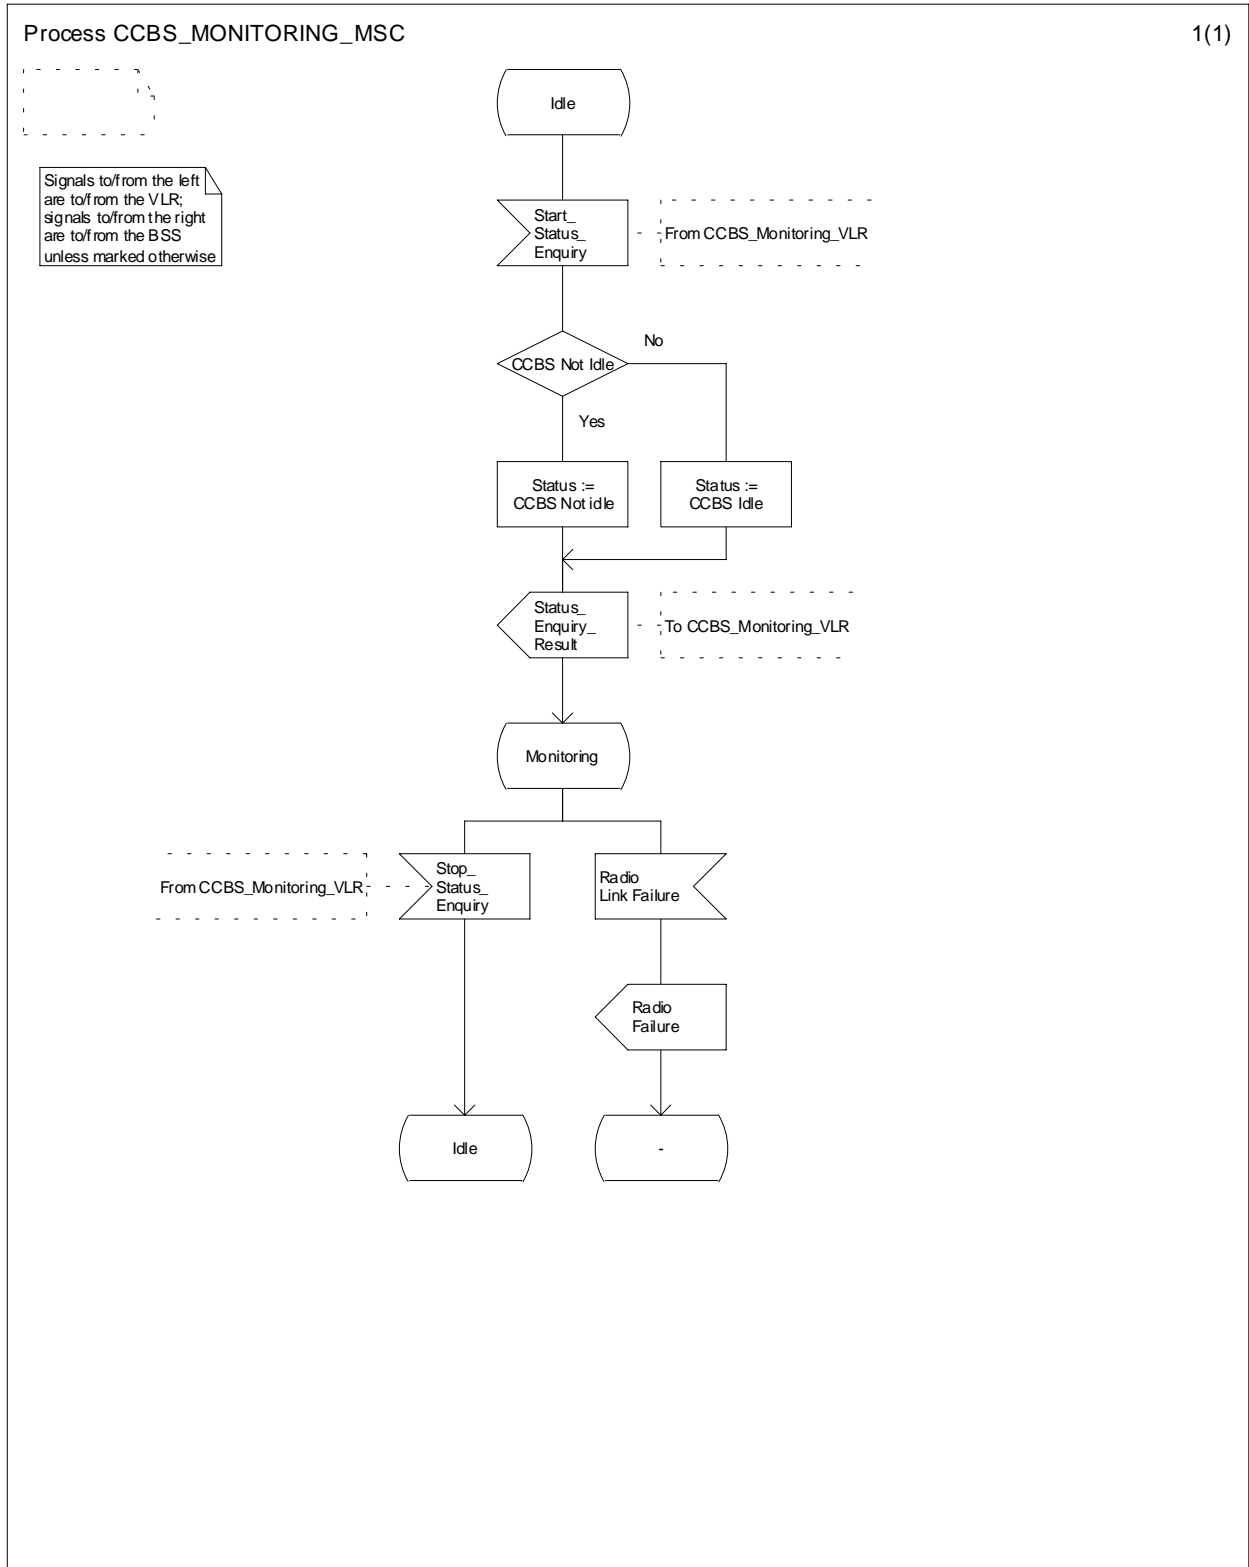 Process CCBS_MONITORING_MSC
1(1)
Idle
Signals to/from the left
are to/from the VLR;
signals to/from the right
are to/from the BSS
unless marked otherwise
Start_
Status_
Enquiry
From CCBS_Monitoring_VLR
No
CCBS Not Idle
Yes
Status :=
CCBS Not idle
Status :=
CCBS Idle
Status_
Enquiry_
Result
To CCBS_Monitoring_VLR
Monitoring
From CCBS_Monitoring_VLR
Stop_
Status_
Enquiry
Radio
Link Failure
Radio
Failure
Idle
-